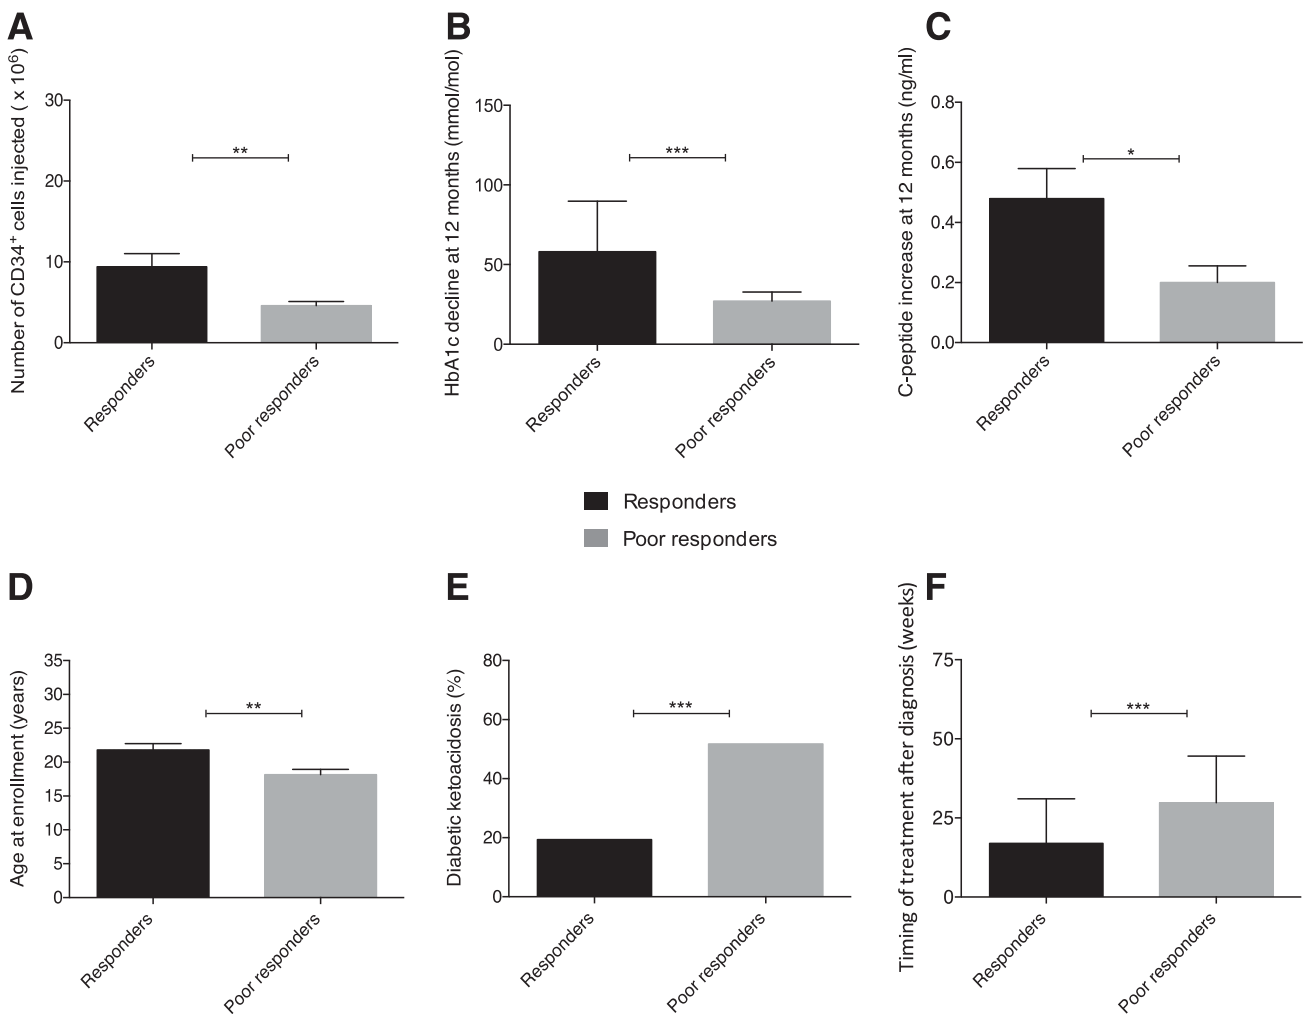 A
Number of CD34⁺ cells injected ( x 10⁶)
30
20
10
0
**
Responders
Poor responders
B
HbA1c decline at 12 months (mmol/mol)
150
100
50
0
***
Responders
Poor responders
C
C-peptide increase at 12 months (ng/ml)
0.8
0.6
0.4
0.2
0.0
*
Responders
Poor responders
Responders
Poor responders
D
Age at enrollment (years)
35
30
25
20
15
10
5
0
**
Responders
Poor responders
E
Diabetic ketoacidosis (%)
80
60
40
20
0
***
Responders
Poor responders
F
Timing of treatment after diagnosis (weeks)
75
50
25
0
***
Responders
Poor responders